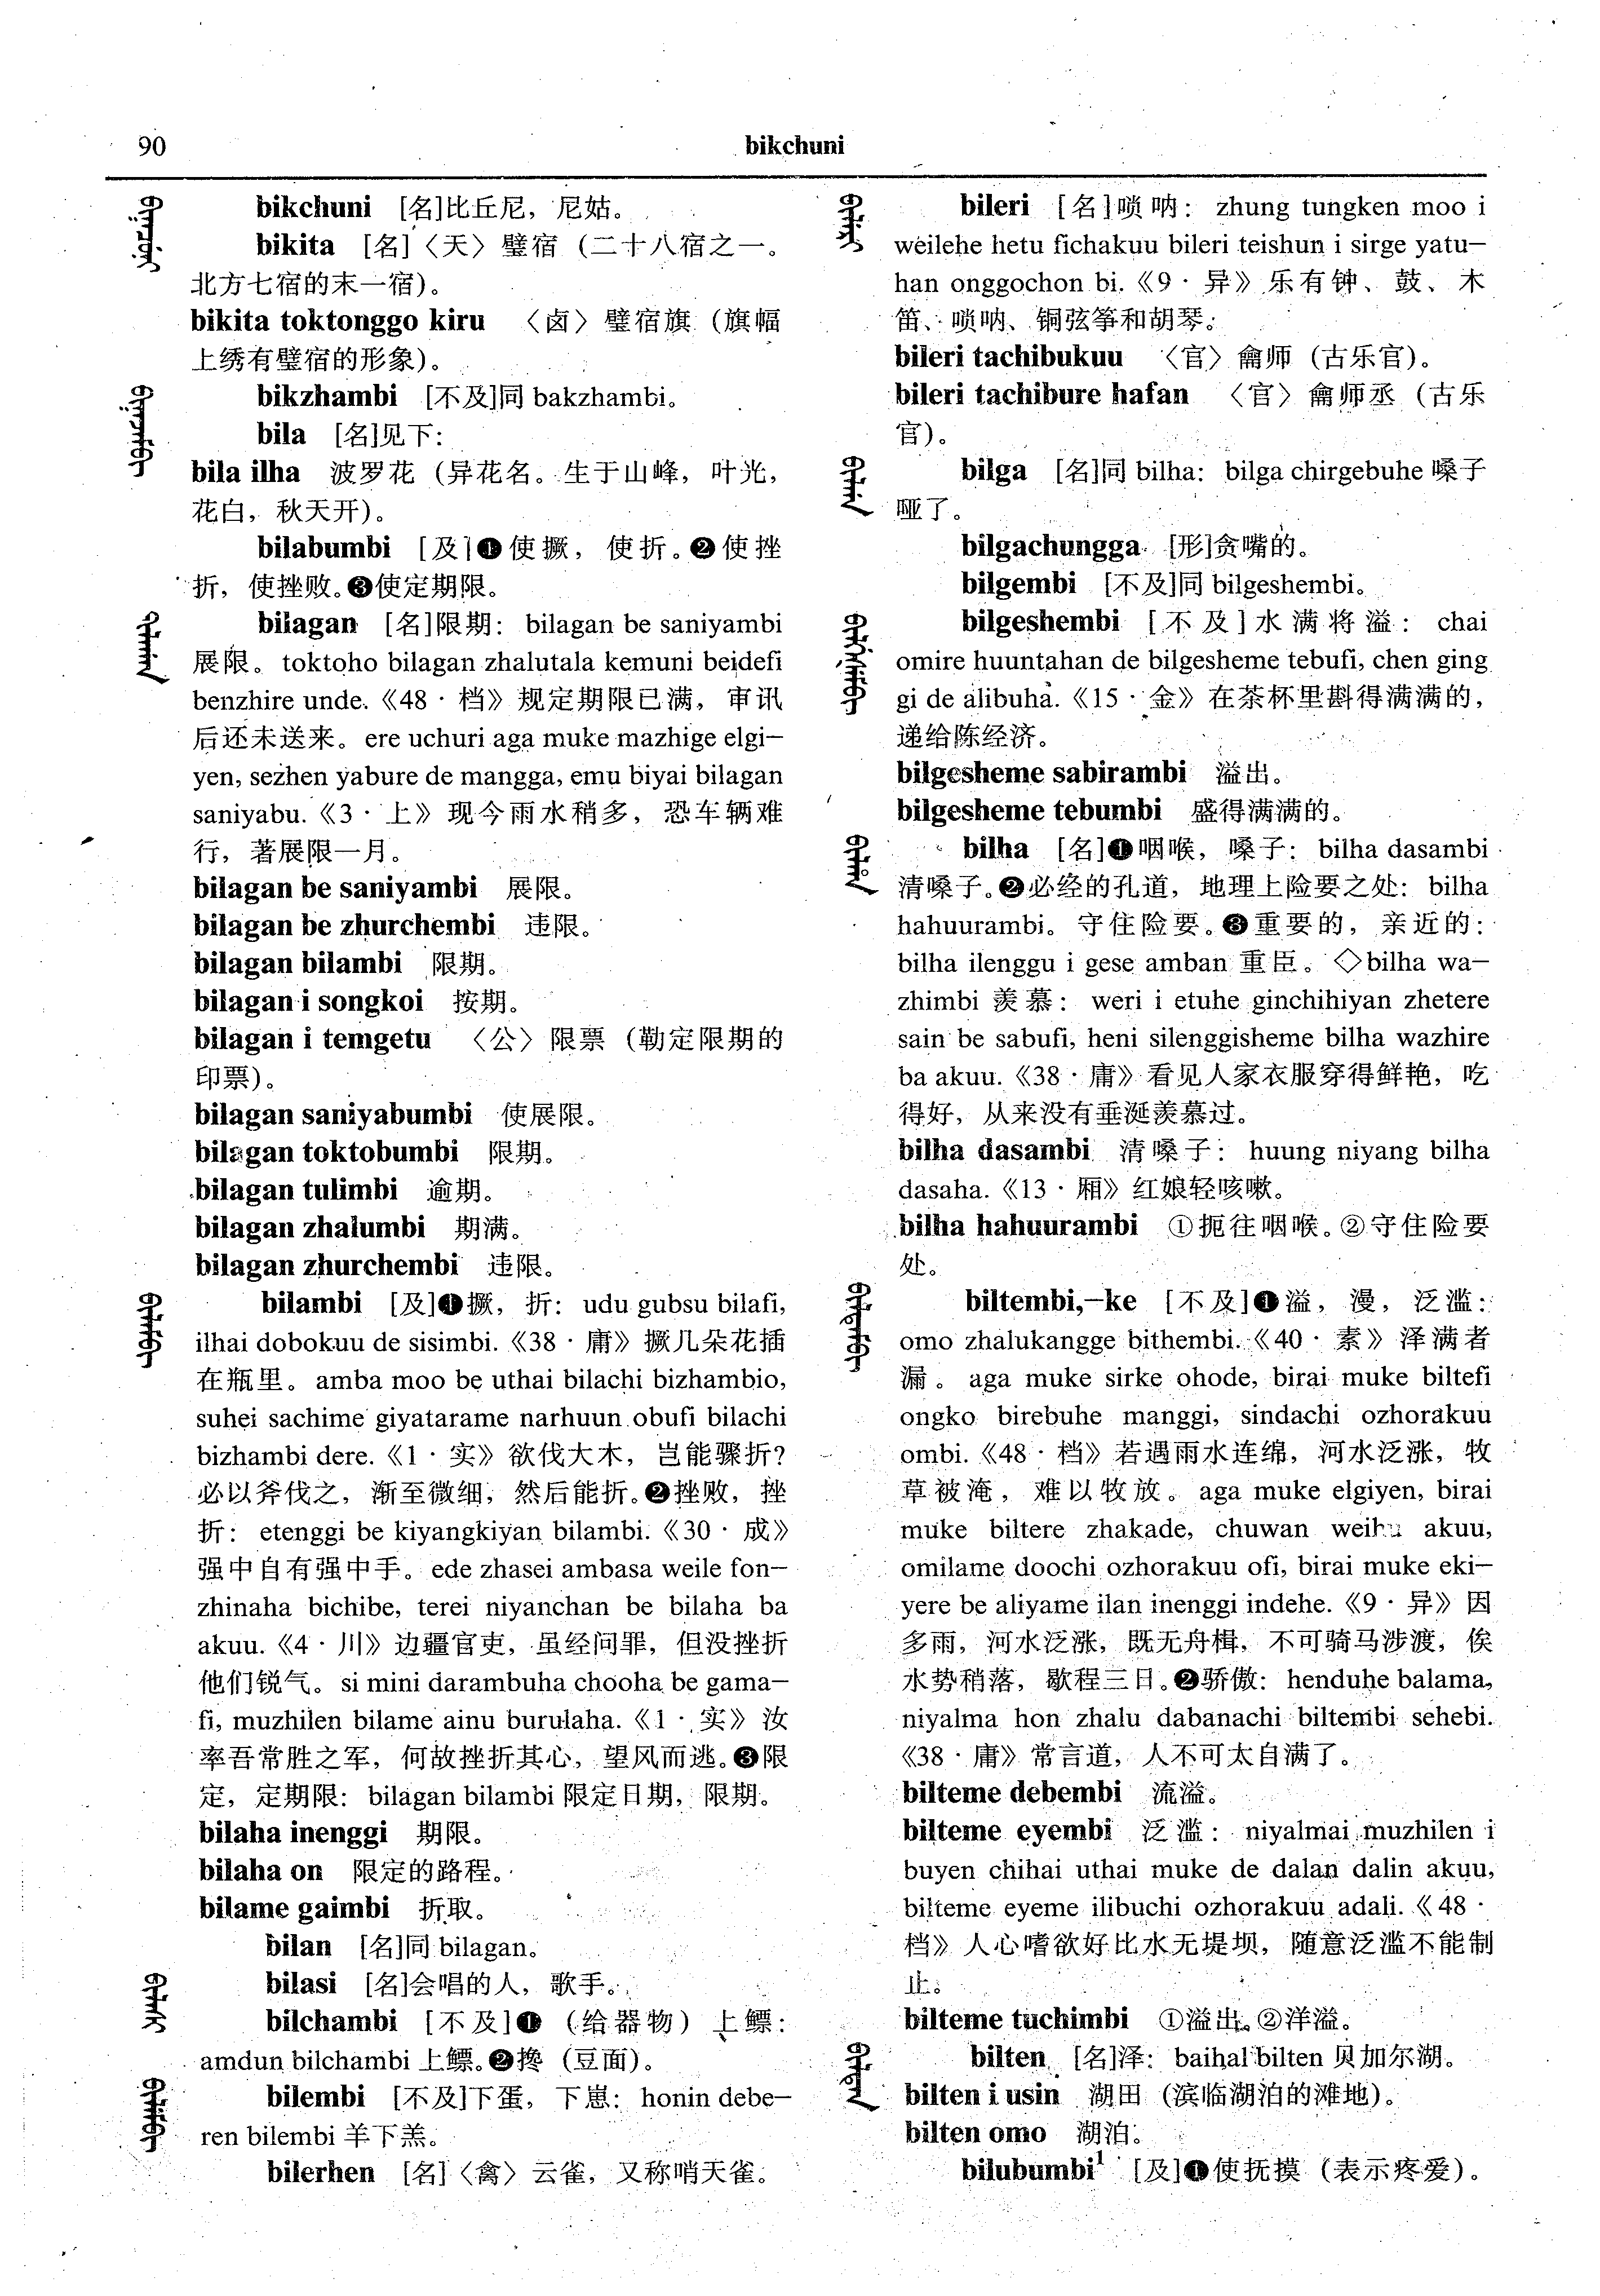 90
bikchuni
bikchuni [名]比丘尼，尼姑。
bikita [名]〈天〉璧宿（二十八宿之一。
北方七宿的末一宿）。
bikita toktonggo kiru 〈卤〉璧宿旗（旗幅
上绣有璧宿的形象）。
bikzhambi [不及]同 bakzhambi。
bila [名]见下：
bila ilha 波罗花（异花名。生于山峰，叶光，
花白，秋天开）。
bilabumbi [及]❶使撅，使折。❷使挫
折，使挫败。❸使定期限。
bilagan [名]限期： bilagan be saniyambi
展限。toktoho bilagan zhalutala kemuni beidefi
benzhire unde.《48·档》规定期限已满，审讯
后还未送来。ere uchuri aga muke mazhige elgi—
yen, sezhen yabure de mangga, emu biyai bilagan
saniyabu.《3·上》现今雨水稍多，恐车辆难
行，著展限一月。
bilagan be saniyambi 展限。
bilagan be zhurchembi 违限。
bilagan bilambi 限期。
bilagan i songkoi 按期。
bilagan i temgetu 〈公〉限票（勒定限期的
印票）。
bilagan saniyabumbi 使展限。
bilagan toktobumbi 限期。
bilagan tulimbi 逾期。
bilagan zhalumbi 期满。
bilagan zhurchembi 违限。
bilambi [及]❶撅，折： udu gubsu bilafi,
ilhai dobokuu de sisimbi.《38·庸》撅几朵花插
在瓶里。amba moo be uthai bilachi bizhambio,
suhei sachime giyatarame narhuun obufi bilachi
bizhambi dere.《1·实》欲伐大木，岂能骤折？
必以斧伐之，渐至微细，然后能折。❷挫败，挫
折： etenggi be kiyangkiyan bilambi.《30·成》
强中自有强中手。ede zhasei ambasa weile fon—
zhinaha bichibe, terei niyanchan be bilaha ba
akuu.《4·川》边疆官吏，虽经问罪，但没挫折
他们锐气。si mini darambuha chooha be gama—
fi, muzhilen bilame ainu burulaha.《1·实》汝
率吾常胜之军，何故挫折其心，望风而逃。❸限
定，定期限： bilagan bilambi 限定日期，限期。
bilaha inenggi 期限。
bilaha on 限定的路程。
bilame gaimbi 折取。
bilan [名]同 bilagan。
bilasi [名]会唱的人，歌手。
bilchambi [不及]❶（给器物）上鳔：
amdun bilchambi 上鳔。❷搀（豆面）。
bilembi [不及]下蛋，下崽： honin debe—
ren bilembi 羊下羔。
bilerhen [名]〈禽〉云雀，又称哨天雀。
bileri [名]唢呐： zhung tungken moo i
weilehe hetu fichakuu bileri teishun i sirge yatu—
han onggochon bi.《9·异》乐有钟、鼓、木
笛、唢呐、铜弦筝和胡琴。
bileri tachibukuu 〈官〉龠师（古乐官）。
bileri tachibure hafan 〈官〉龠师丞（古乐
官）。
bilga [名]同 bilha： bilga chirgebuhe 嗓子
哑了。
bilgachungga [形]贪嘴的。
bilgembi [不及]同 bilgeshembi。
bilgeshembi [不及]水满将溢： chai
omire huuntahan de bilgesheme tebufi, chen ging
gi de alibuha.《15·金》在茶杯里斟得满满的，
递给陈经济。
bilgesheme sabirambi 溢出。
bilgesheme tebumbi 盛得满满的。
bilha [名]❶咽喉，嗓子： bilha dasambi
清嗓子。❷必经的孔道，地理上险要之处： bilha
hahuurambi。守住险要。❸重要的，亲近的：
bilha ilenggu i gese amban 重臣。◇bilha wa—
zhimbi 羡慕： weri i etuhe ginchihiyan zhetere
sain be sabufi, heni silenggisheme bilha wazhire
ba akuu.《38·庸》看见人家衣服穿得鲜艳，吃
得好，从来没有垂涎羡慕过。
bilha dasambi 清嗓子： huung niyang bilha
dasaha.《13·厢》红娘轻咳嗽。
bilha hahuurambi ①扼往咽喉。②守住险要
处。
biltembi,—ke [不及]❶溢，漫，泛滥：
omo zhalukangge bithembi.《40·素》泽满者
漏。aga muke sirke ohode, birai muke biltefi
ongko birebuhe manggi, sindachi ozhorakuu
ombi.《48·档》若遇雨水连绵，河水泛涨，牧
草被淹，难以牧放。aga muke elgiyen, birai
muke biltere zhakade, chuwan akuu,
omilame doochi ozhorakuu ofi, birai muke eki—
yere be aliyame ilan inenggi indehe.《9·异》因
多雨，河水泛涨，既无舟楫，不可骑马涉渡，俟
水势稍落，歇程三日。❷骄傲： henduhe balama,
niyalma hon zhalu dabanachi biltembi sehebi.
《38·庸》常言道，人不可太自满了。
bilteme debembi 流溢。
bilteme eyembi 泛滥： niyalmai muzhilen i
buyen chihai uthai muke de dalan dalin akuu,
bilteme eyeme ilibuchi ozhorakuu adali.《48·
档》人心嗜欲好比水无堤坝，随意泛滥不能制
止。
bilteme tuchimbi ①溢出。②洋溢。
bilten [名]泽： baihal bilten 贝加尔湖。
bilten i usin 湖田（滨临湖泊的滩地）。
bilten omo 湖泊。
bilubumbi¹ [及]❶使抚摸（表示疼爱）。